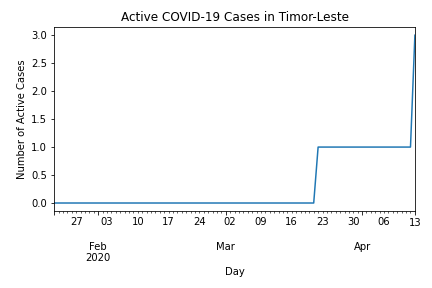 Active COVID-19 Cases in Timor-Leste
Number of Active Cases
3.0
2.5
2.0
1.5
1.0
0.5
0.0
27 03 10 17 24 02 09 16 23 30 06 13
Feb Mar Apr
2020
Day